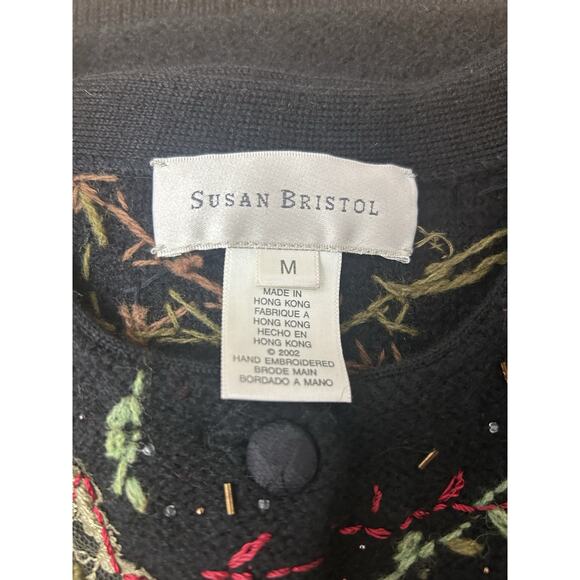 SUSAN BRISTOL
M
MADE IN
HONG KONG
FABRIQUE A
HONG KONG
HECHO EN
HONG KONG
© 2002
HAND EMBROIDERED
BRODE MAIN
BORDADO A MANO